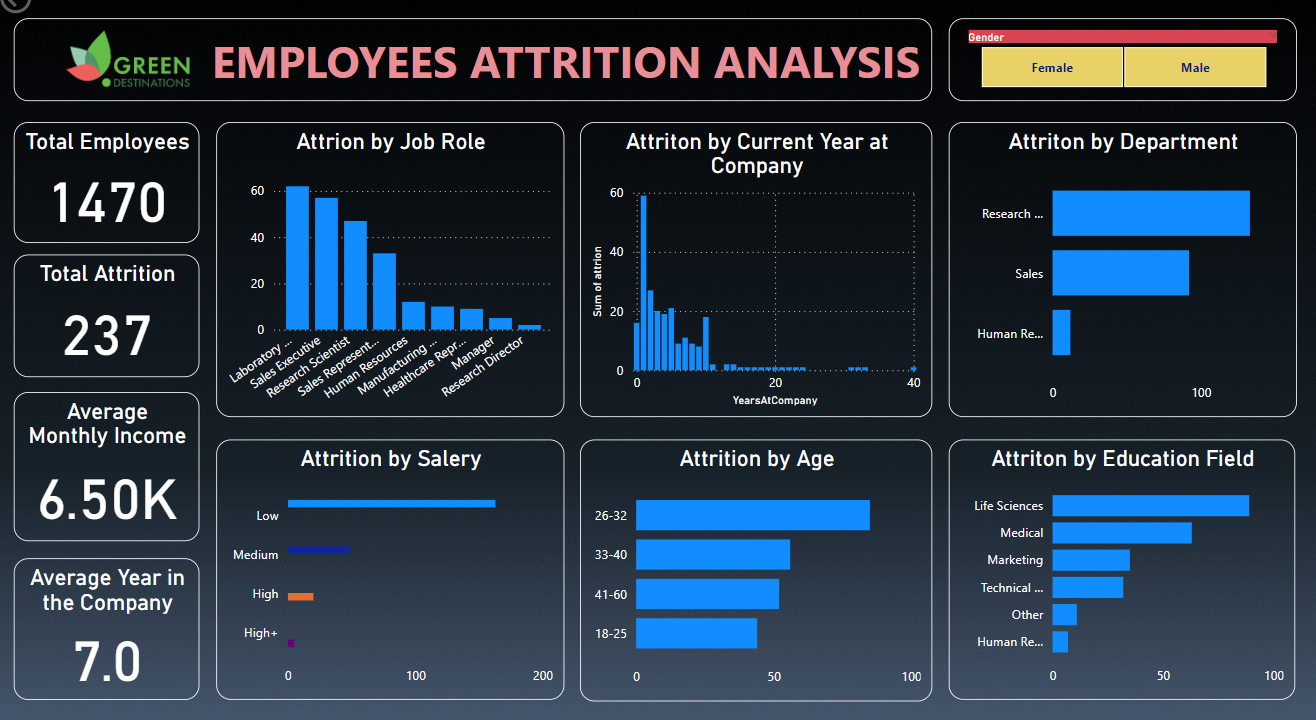 GREEN
DESTINATIONS
EMPLOYEES ATTRITION ANALYSIS
Gender
Female
Male
Total Employees
1470
Total Attrition
237
Average
Monthly Income
6.50K
Average Year in
the Company
7.0
Attrion by Job Role
60
40
20
0
Laboratory ...
Sales Executive
Research Scientist
Sales Represent...
Human Resources
Manufacturing ...
Healthcare Repr...
Manager
Research Director
Attriton by Current Year at
Company
Sum of attrion
60
40
20
0
0
20
40
YearsAtCompany
Attriton by Department
Research ...
Sales
Human Re...
0
100
Attrition by Salery
Low
Medium
High
High+
0
100
200
Attrition by Age
26-32
33-40
41-60
18-25
0
50
100
Attriton by Education Field
Life Sciences
Medical
Marketing
Technical ...
Other
Human Re...
0
50
100